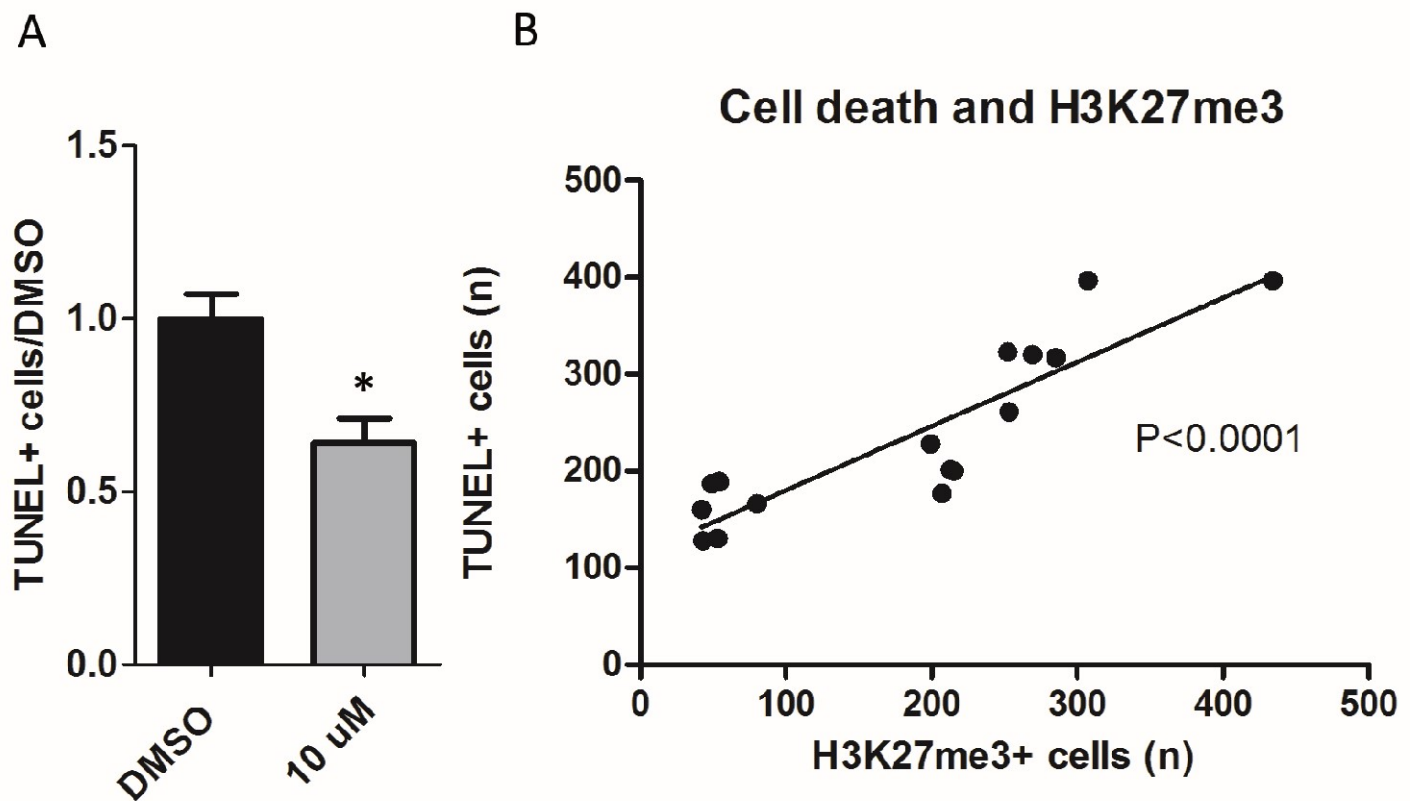 A
TUNEL+ cells/DMSO
1.5
1.0
0.5
0.0
*
DMSO
10 uM
B
Cell death and H3K27me3
TUNEL+ cells (n)
500
400
300
200
100
0
P<0.0001
0 100 200 300 400 500
H3K27me3+ cells (n)